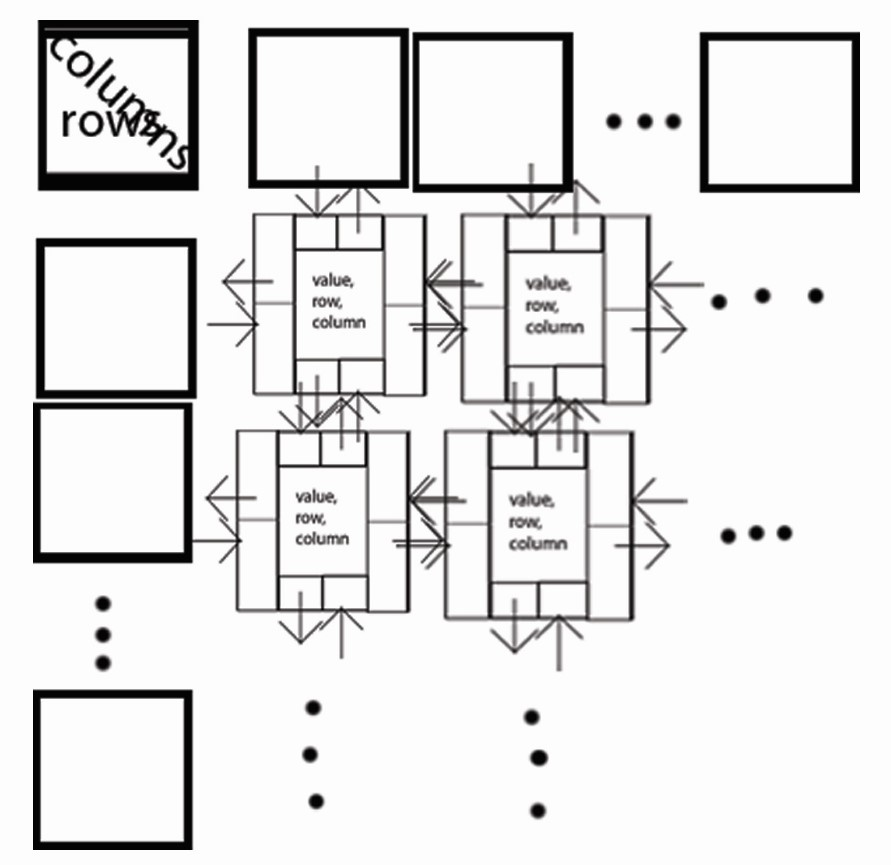 columns
rows
value,
row,
column
value,
row,
column
value,
row,
column
value,
row,
column